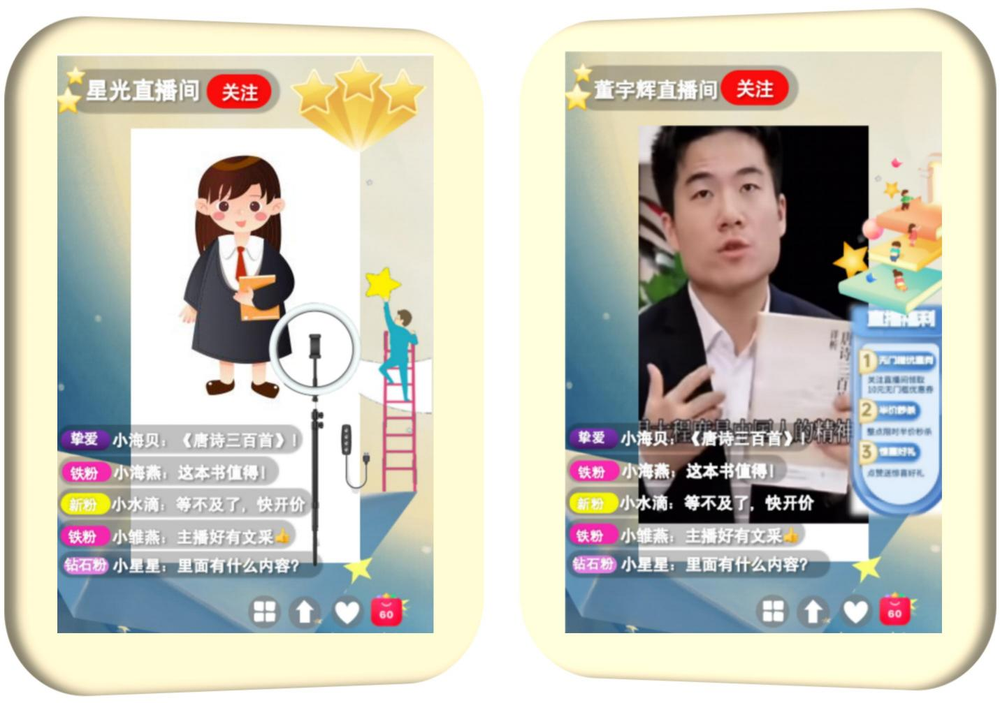 星光直播间 关注
挚爱 小海贝：《唐诗三百首》！
铁粉 小海燕：这本书值得！
新粉 小水滴：等不及了，快开价
铁粉 小雏燕：主播好有文采👍
钻石粉 小星星：里面有什么内容？
60
董宇辉直播间 关注
唐诗三百
详析
直播福利
1 无门槛优惠券
关注直播间领取
10元无门槛优惠券
2 半价秒杀
整点限时半价秒杀
3 惊喜好礼
点赞送惊喜好礼
大程度是中国人的精神
挚爱 小海贝：《唐诗三百首》！
铁粉 小海燕：这本书值得！
新粉 小水滴：等不及了，快开价
铁粉 小雏燕：主播好有文采👍
钻石粉 小星星：里面有什么内容？
60